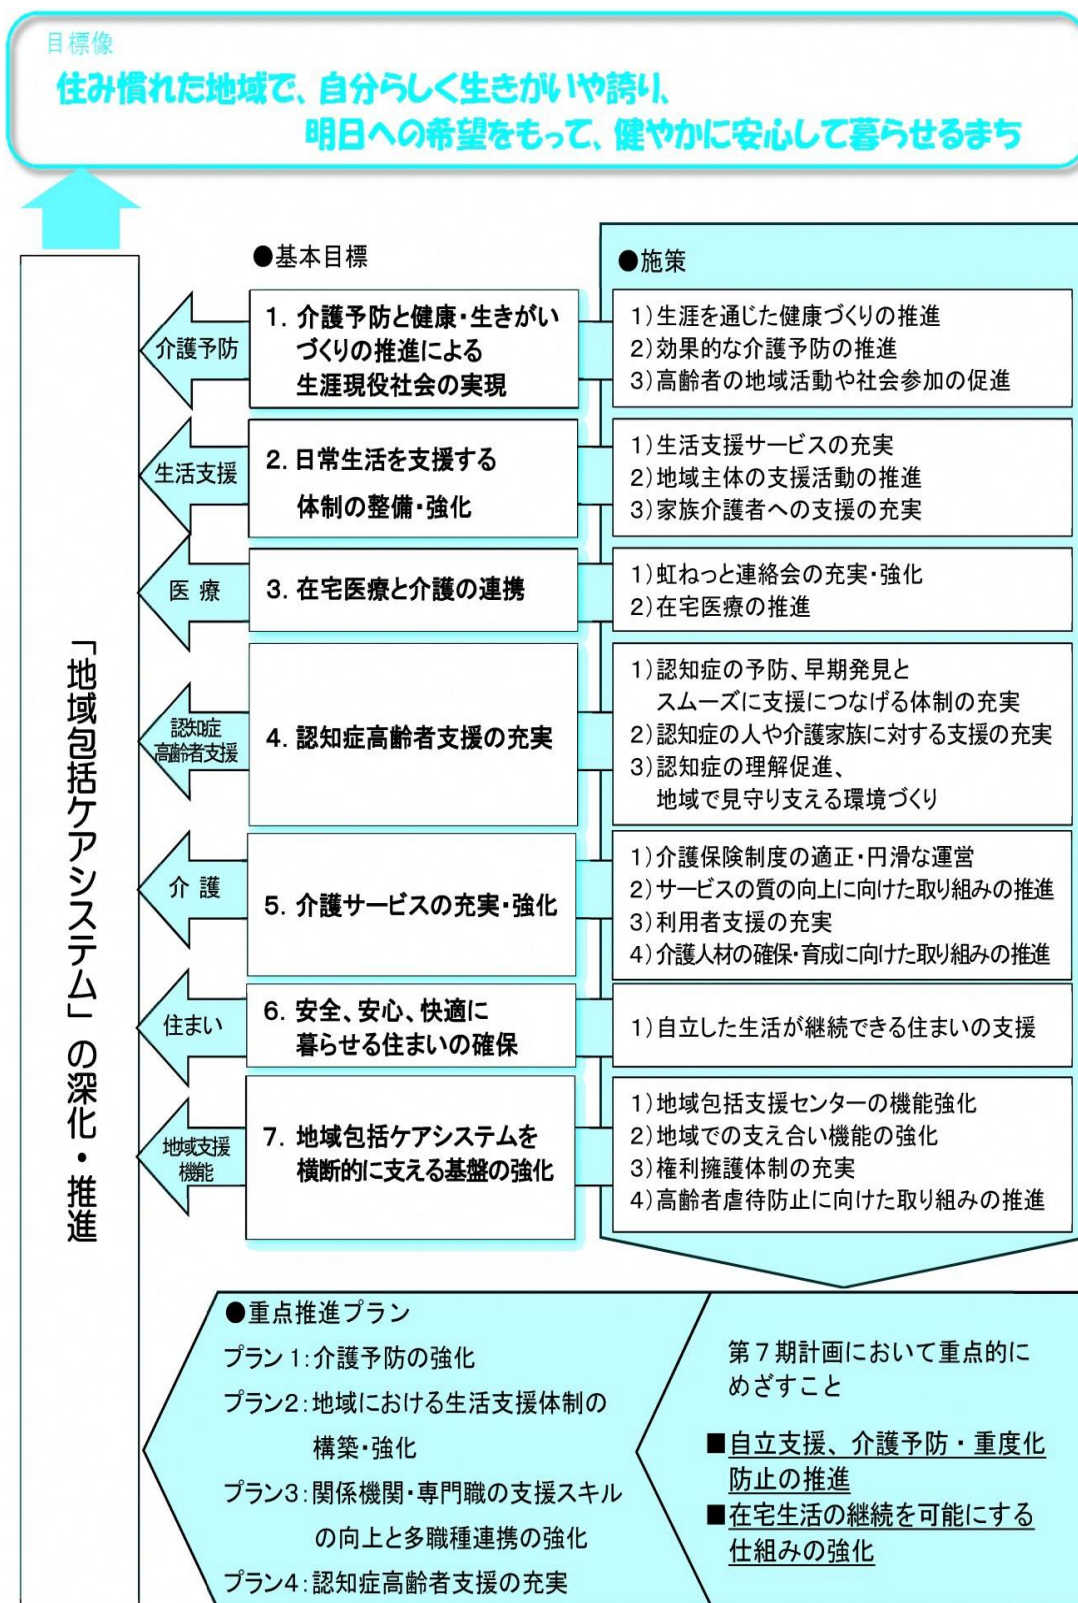 目標像
住み慣れた地域で、自分らしく生きがいや誇り、
明日への希望をもって、健やかに安心して暮らせるまち
「地域包括ケアシステム」の深化・推進
●基本目標
●施策
介護予防
1. 介護予防と健康・生きがい
づくりの推進による
生涯現役社会の実現
1)生涯を通じた健康づくりの推進
2)効果的な介護予防の推進
3)高齢者の地域活動や社会参加の促進
生活支援
2. 日常生活を支援する
体制の整備・強化
1)生活支援サービスの充実
2)地域主体の支援活動の推進
3)家族介護者への支援の充実
医療
3. 在宅医療と介護の連携
1)虹ねっと連絡会の充実・強化
2)在宅医療の推進
認知症
高齢者支援
4. 認知症高齢者支援の充実
1)認知症の予防、早期発見と
スムーズに支援につなげる体制の充実
2)認知症の人や介護家族に対する支援の充実
3)認知症の理解促進、
地域で見守り支える環境づくり
介護
5. 介護サービスの充実・強化
1)介護保険制度の適正・円滑な運営
2)サービスの質の向上に向けた取り組みの推進
3)利用者支援の充実
4)介護人材の確保・育成に向けた取り組みの推進
住まい
6. 安全、安心、快適に
暮らせる住まいの確保
1)自立した生活が継続できる住まいの支援
地域支援
機能
7. 地域包括ケアシステムを
横断的に支える基盤の強化
1)地域包括支援センターの機能強化
2)地域での支え合い機能の強化
3)権利擁護体制の充実
4)高齢者虐待防止に向けた取り組みの推進
●重点推進プラン
プラン1:介護予防の強化
プラン2:地域における生活支援体制の
構築・強化
プラン3:関係機関・専門職の支援スキル
の向上と多職種連携の強化
プラン4:認知症高齢者支援の充実
第7期計画において重点的に
めざすこと
■自立支援、介護予防・重度化
防止の推進
■在宅生活の継続を可能にする
仕組みの強化